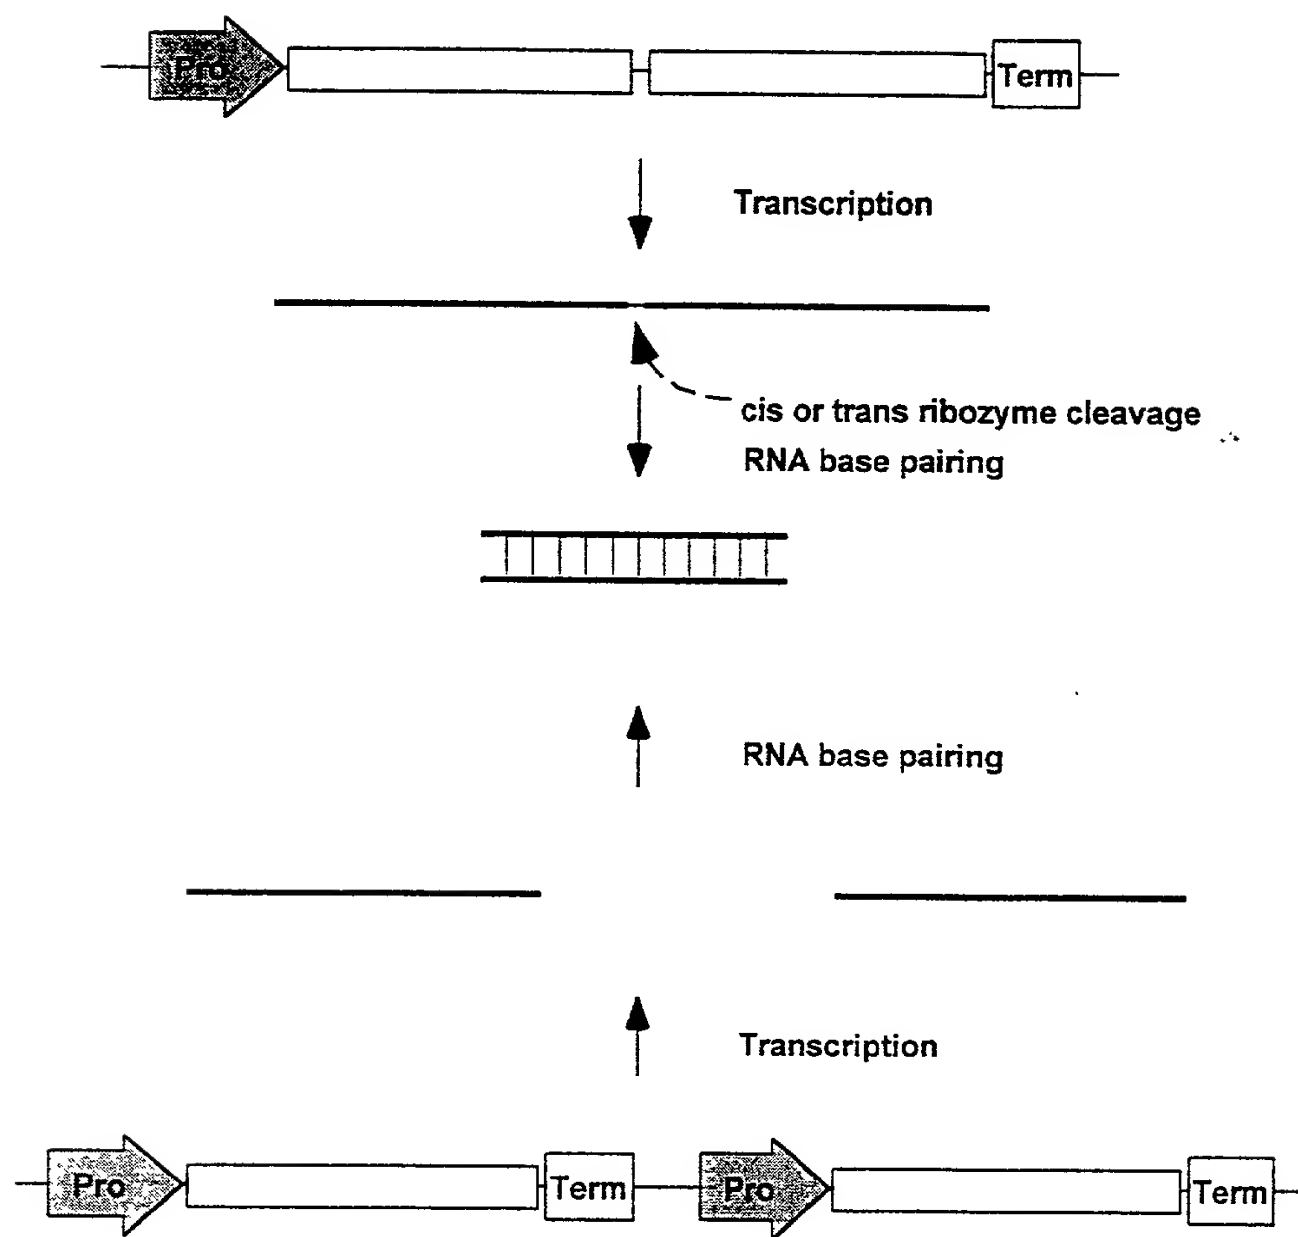 Pro Term
Transcription
cis or trans ribozyme cleavage
RNA base pairing
RNA base pairing
Transcription
Pro Term Pro Term